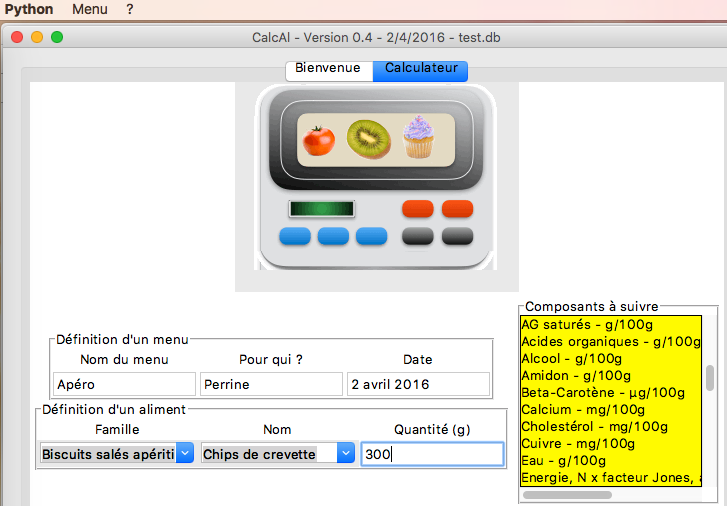 Python Menu ?
CalcAl - Version 0.4 - 2/4/2016 - test.db
Bienvenue Calculateur
Composants à suivre
AG saturés - g/100g
Acides organiques - g/100g
Alcool - g/100g
Amidon - g/100g
Beta-Carotène - µg/100g
Calcium - mg/100g
Cholestérol - mg/100g
Cuivre - mg/100g
Eau - g/100g
Energie, N x facteur Jones,
Définition d'un menu
Nom du menu Pour qui ? Date
Apéro Perrine 2 avril 2016
Définition d'un aliment
Famille Nom Quantité (g)
Biscuits salés apériti Chips de crevette 300